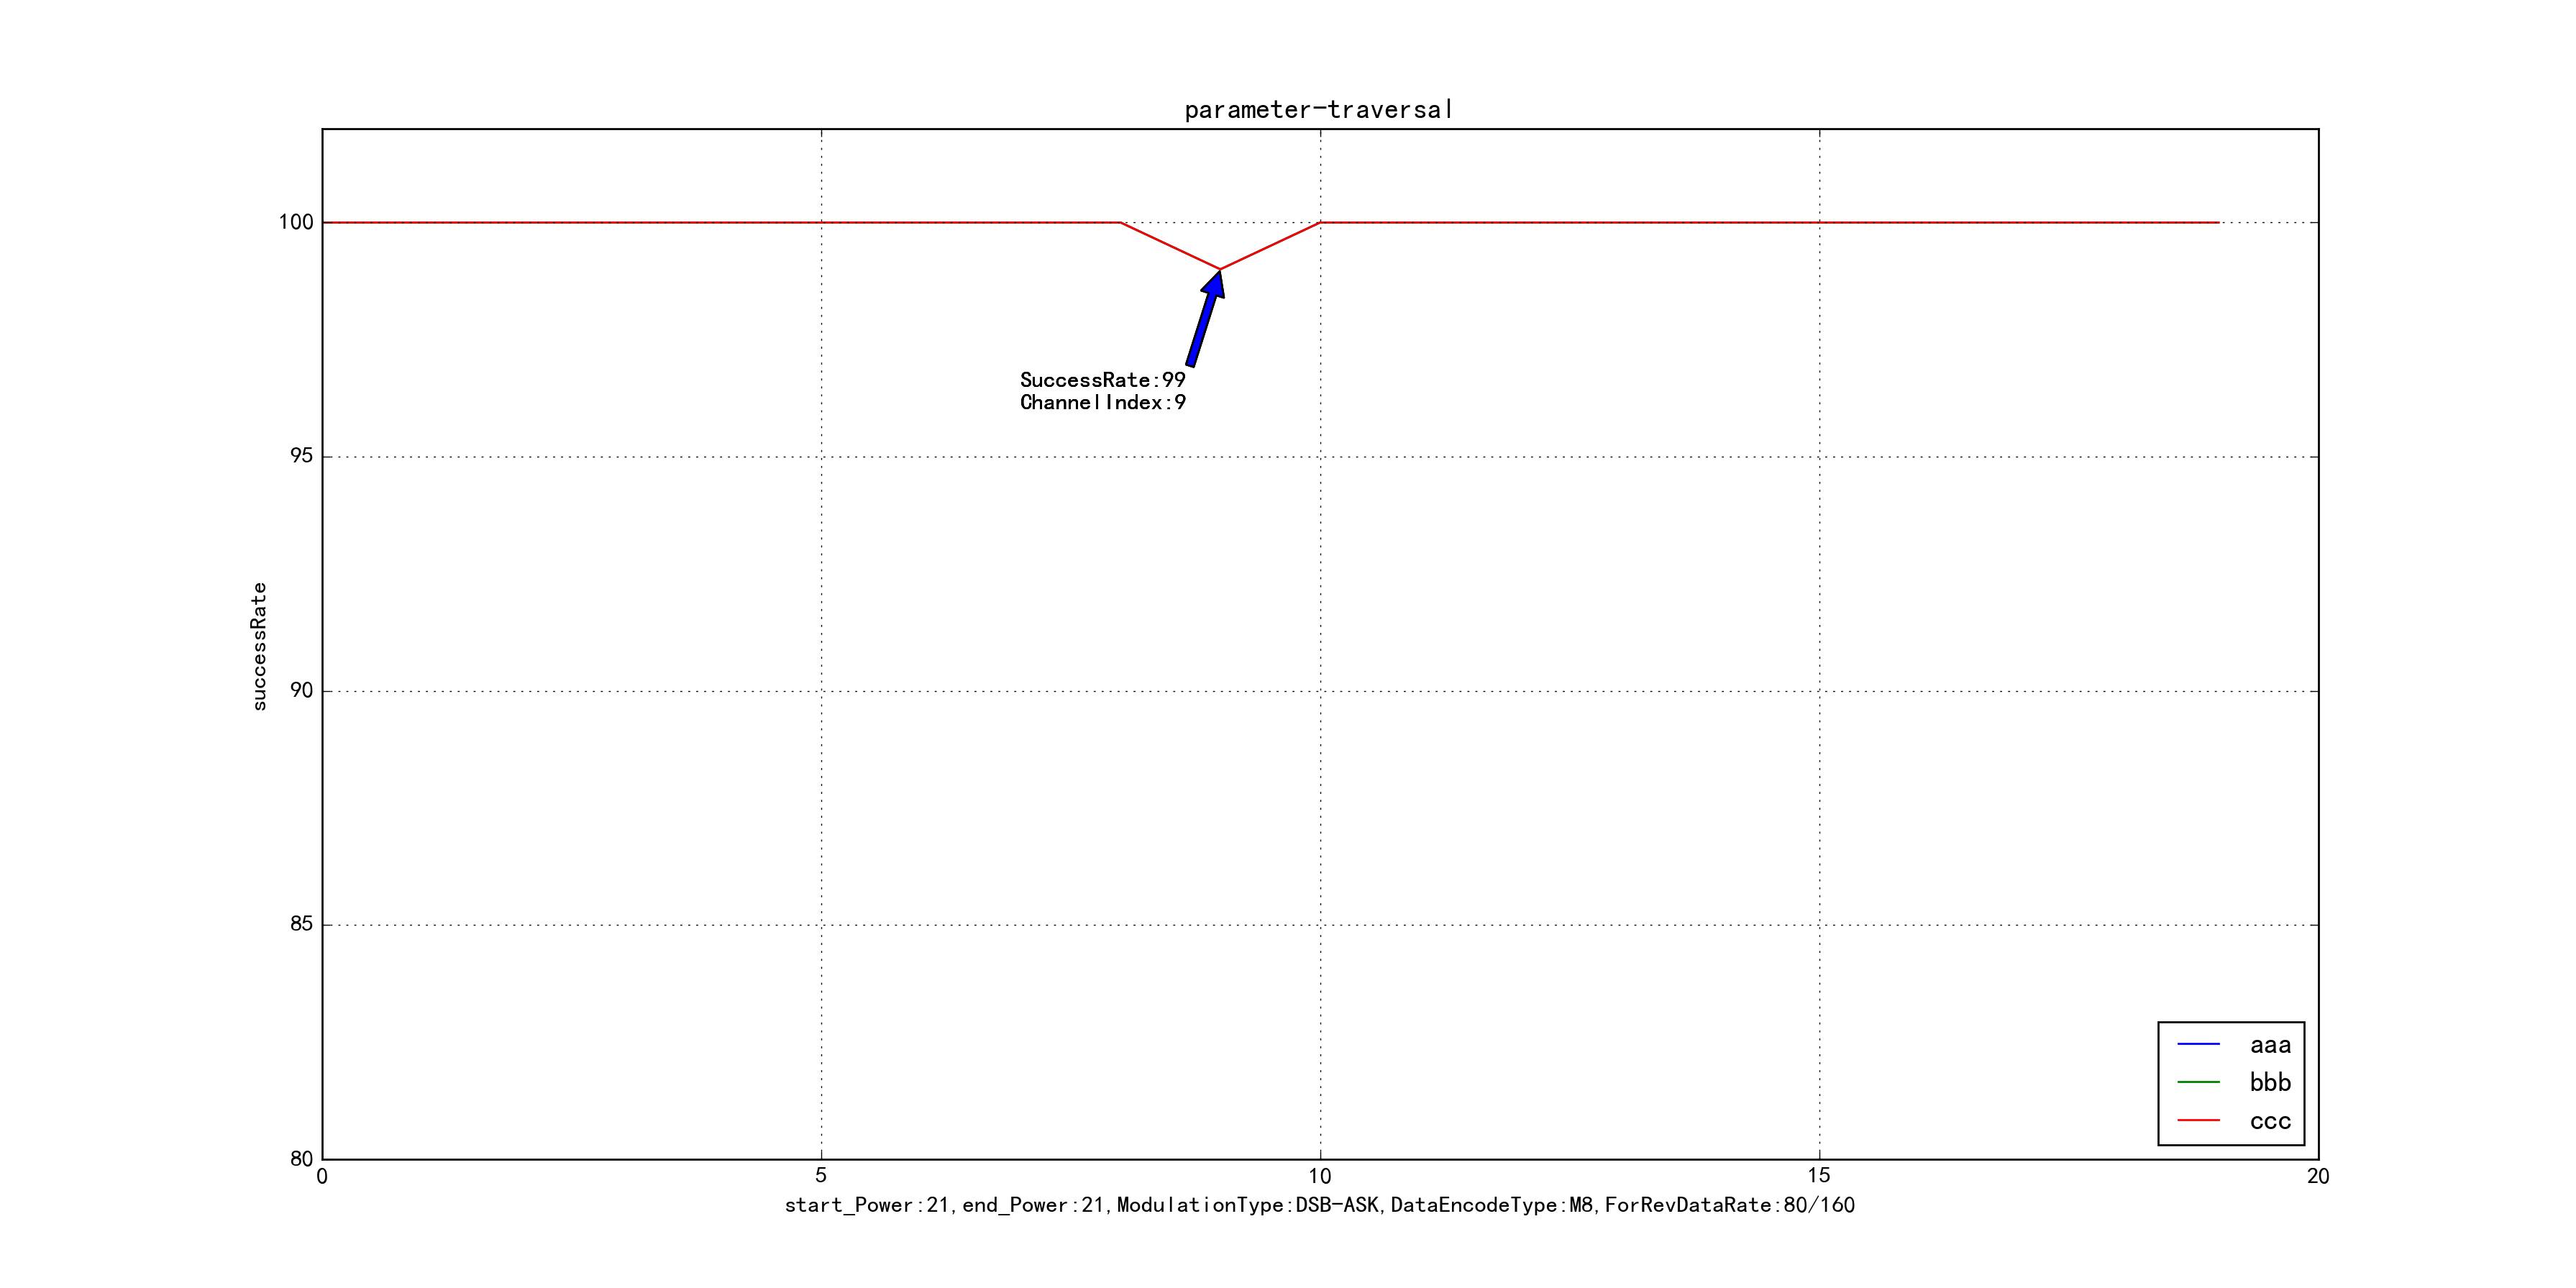 parameter-traversal
100
95
90
85
80
successRate
SuccessRate:99
ChannelIndex:9
aaa
bbb
ccc
0 5 10 15 20
start_Power:21,end_Power:21,ModulationType:DSB-ASK,DataEncodeType:M8,ForRevDataRate:80/160